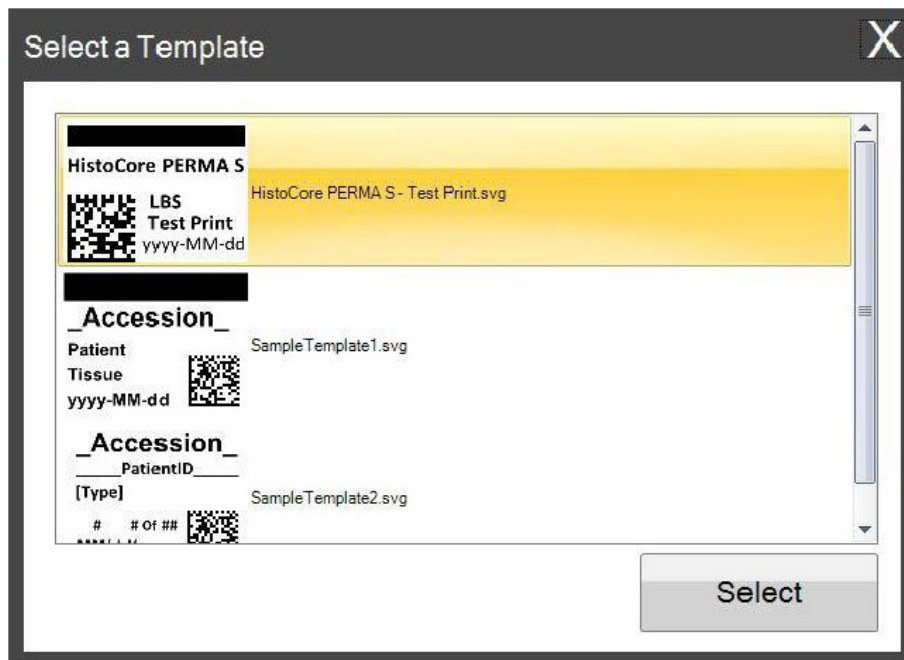 Select a Template
X
HistoCore PERMA S
LBS
Test Print
yyyy-MM-dd
HistoCore PERMA S - Test Print.svg
_Accession_
Patient
Tissue
yyyy-MM-dd
SampleTemplate1.svg
_Accession_
_____PatientID_____
[Type]
# # Of ##
SampleTemplate2.svg
Select